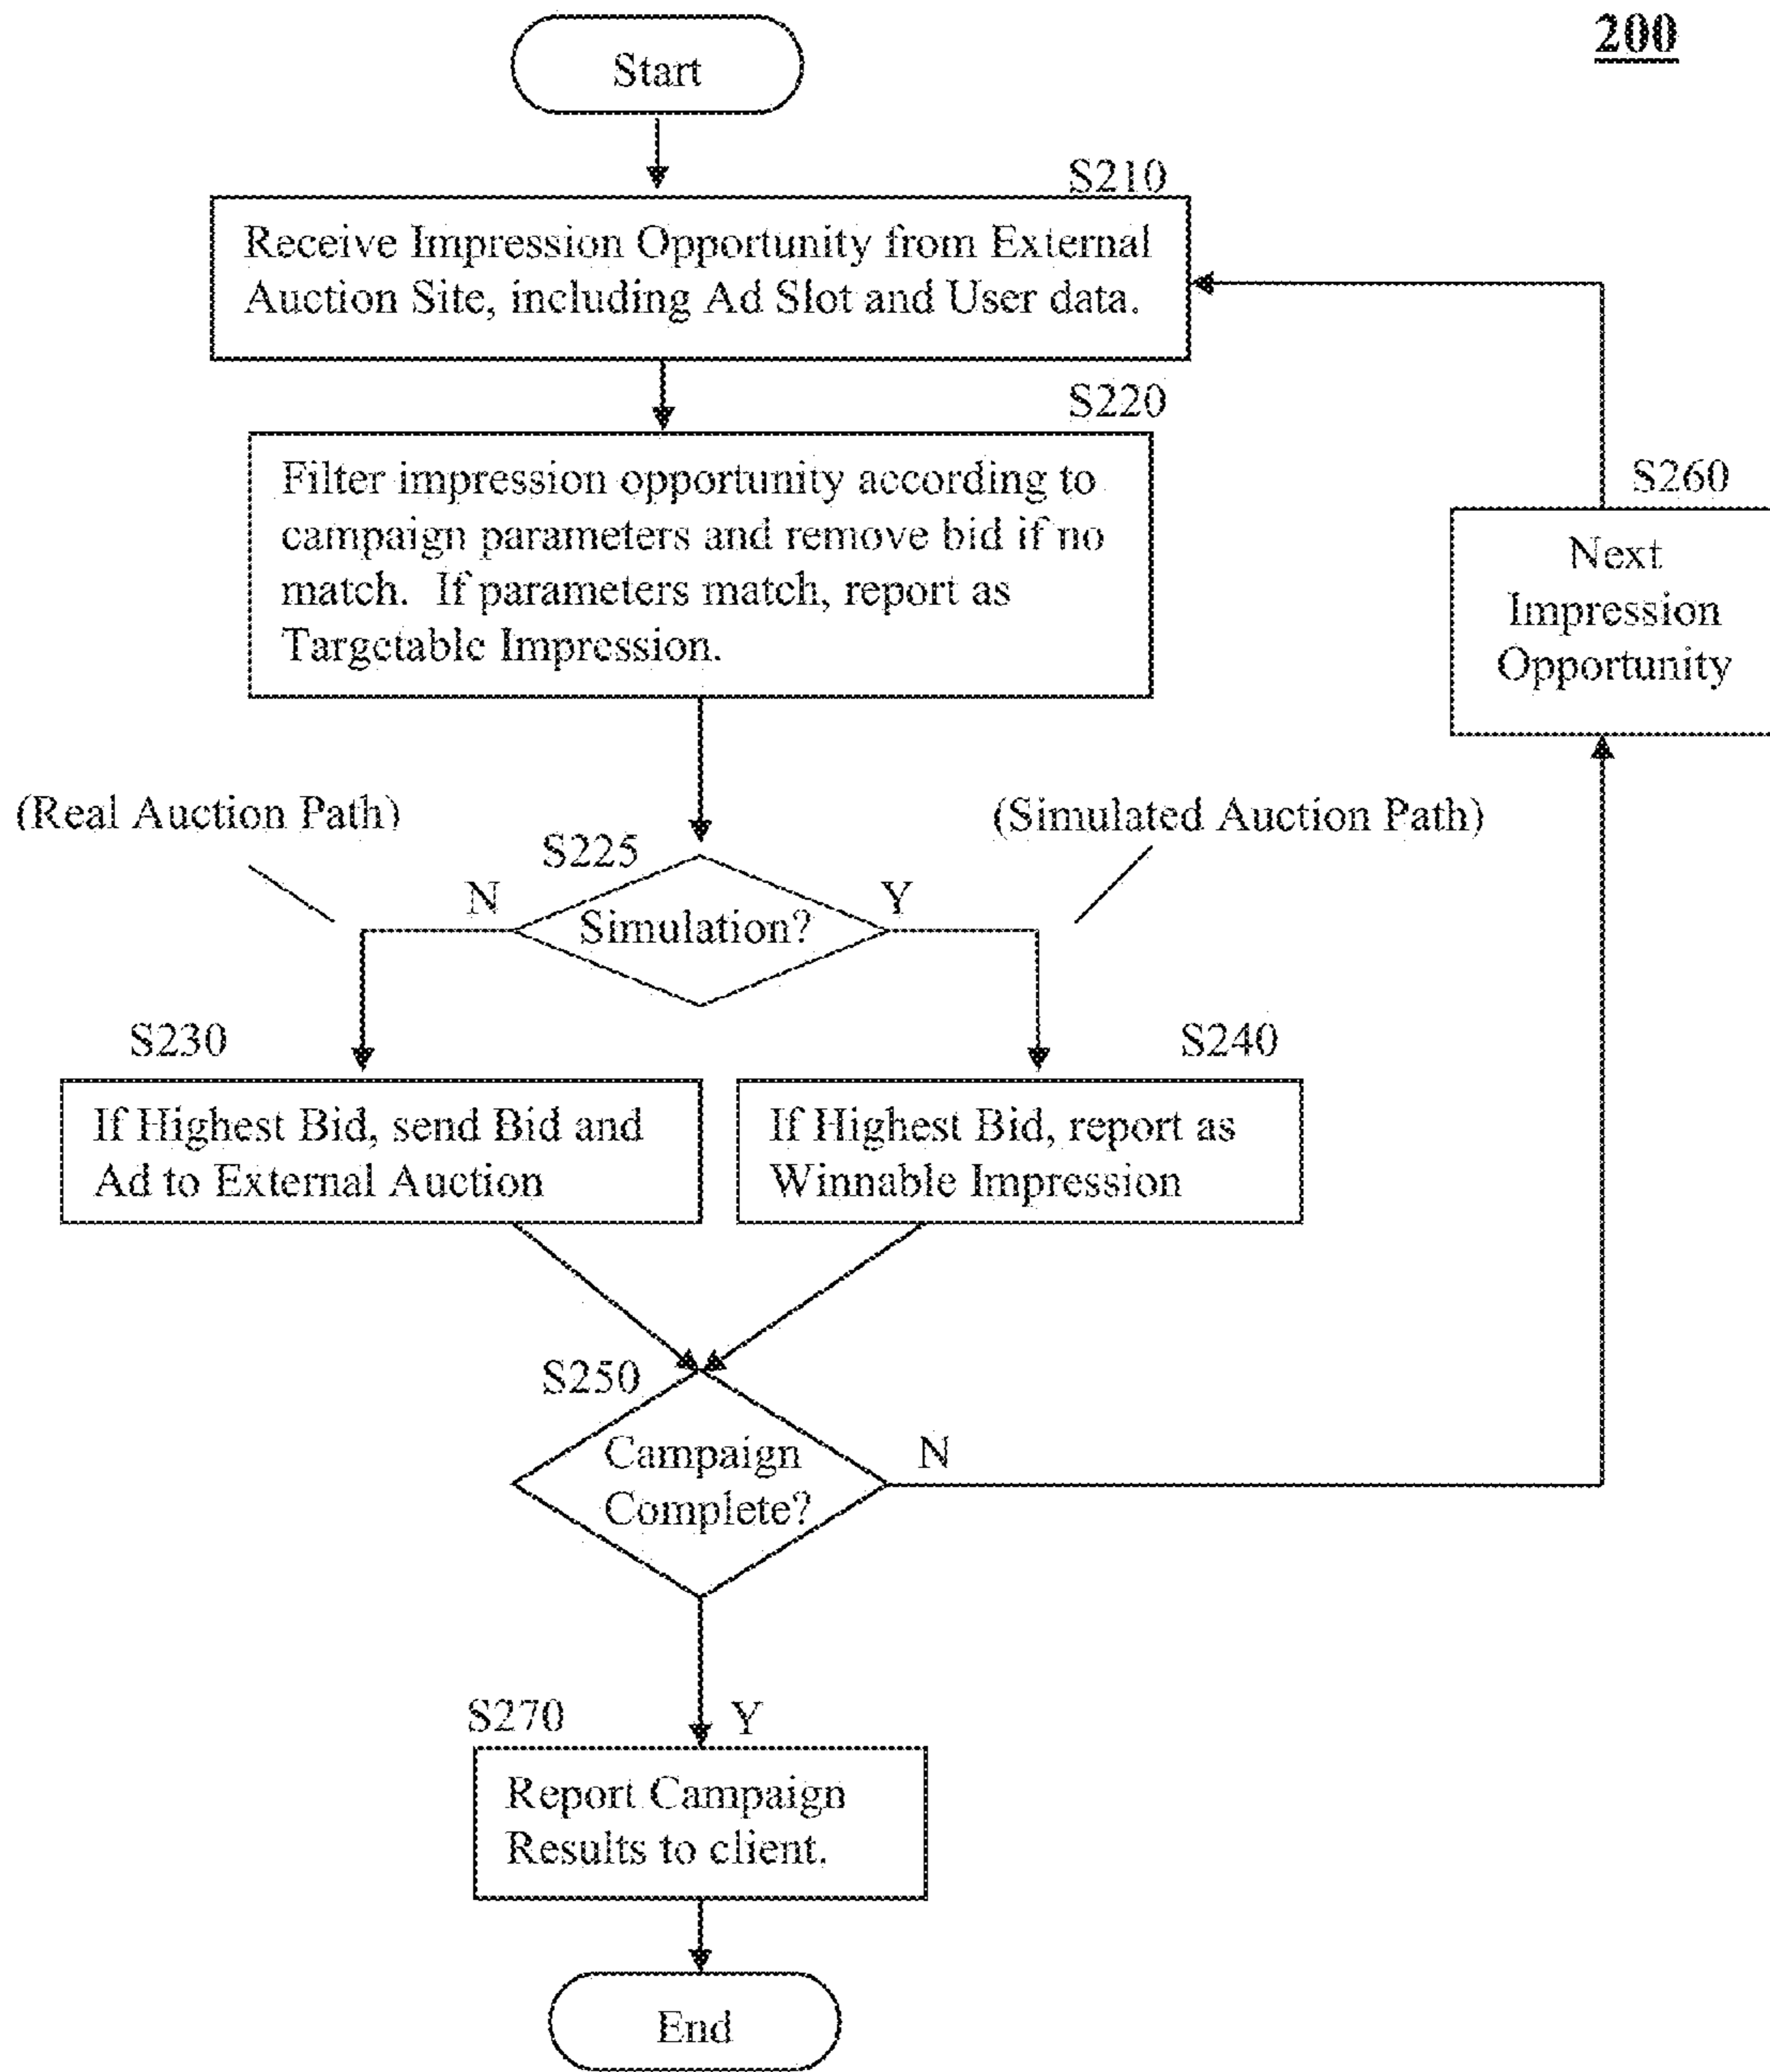 200
Start
S210
Receive Impression Opportunity from External
Auction Site, including Ad Slot and User data.
S220
Filter impression opportunity according to
campaign parameters and remove bid if no
match. If parameters match, report as
Targetable Impression.
S260
Next
Impression
Opportunity
(Real Auction Path)
(Simulated Auction Path)
S225
N
Y
Simulation?
S230
S240
If Highest Bid, send Bid and
Ad to External Auction
If Highest Bid, report as
Winnable Impression
S250
Campaign
Complete?
N
S270
Y
Report Campaign
Results to client.
End